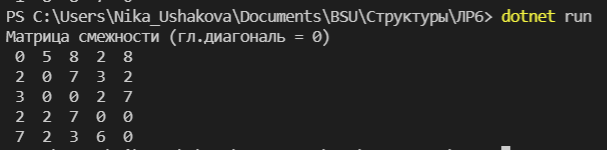 PS C:\Users\Nika_Ushakova\Documents\BSU\Структуры\ЛР6> dotnet run
Матрица смежности (гл.диагональ = 0)
0 5 8 2 8
2 0 7 3 2
3 0 0 2 7
2 2 7 0 0
7 2 3 6 0